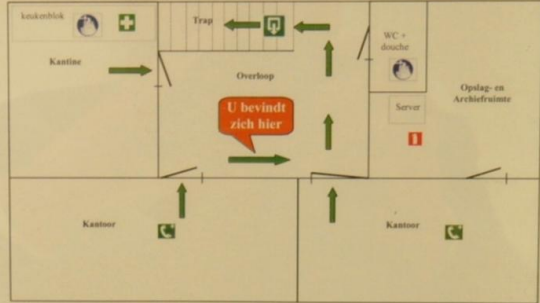 keukenblok
Trap
WC +
douche
Kantine
Overloop
Opslag- en
Archiefruimte
U bevindt
zich hier
Server
Kantoor
Kantoor